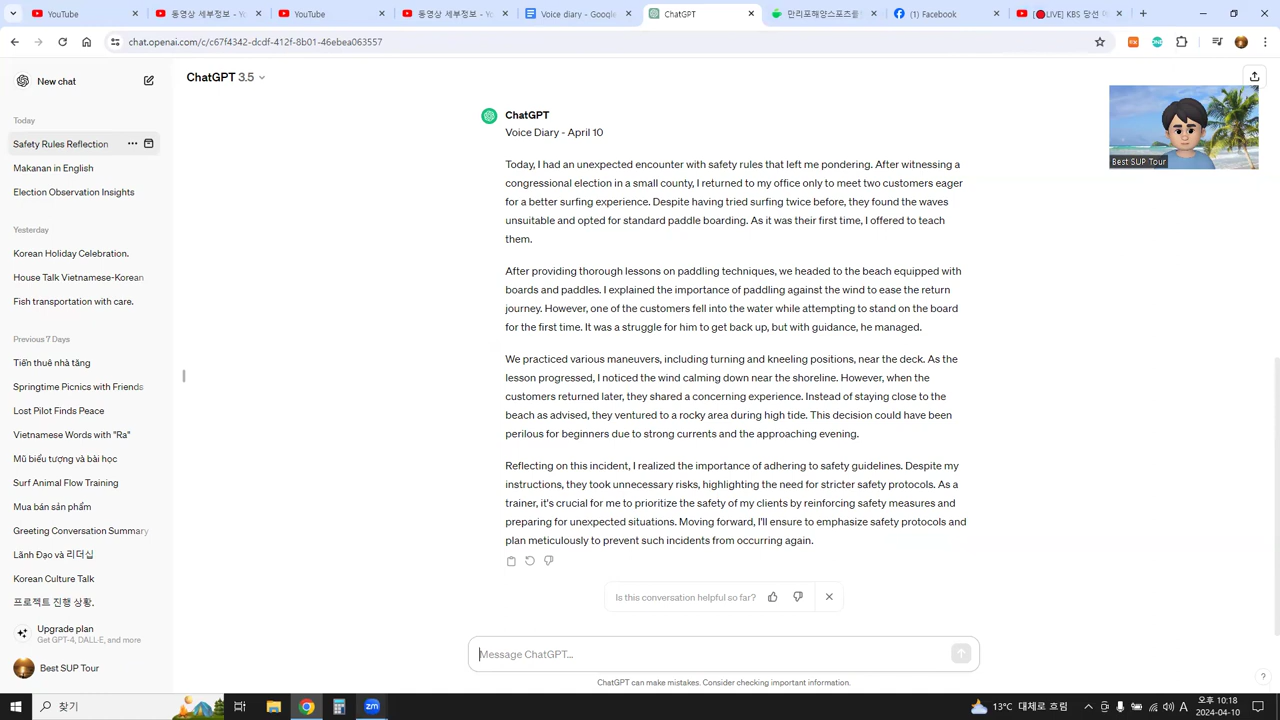 YouTube
동영상 세부정보 - Yo
YouTube
동영상 세부정보 - Yo
Voice diary - Google
ChatGPT
만리포해양스포즈
(1) Facebook
LIVE] KBS 당선
chat.openai.com/c/c67f4342-dcdf-412f-8b01-46ebea063557
New chat
ChatGPT 3.5
Today
Safety Rules Reflection
Makanan in English
Election Observation Insights
Yesterday
Korean Holiday Celebration.
House Talk Vietnamese-Korean
Fish transportation with care.
Previous 7 Days
Tiến thuê nhà tăng
Springtime Picnics with Friends
Lost Pilot Finds Peace
Vietnamese Words with "Ra"
Mũ biểu tượng và bài học
Surf Animal Flow Training
Mua bán sản phẩm
Greeting Conversation Summary
Lãnh Đạo và 리더십
Korean Culture Talk
프로젝트 진행 상황.
Upgrade plan
Get GPT-4, DALL·E, and more
Best SUP Tour
ChatGPT
Voice Diary - April 10
Today, I had an unexpected encounter with safety rules that left me pondering. After witnessing a
congressional election in a small county, I returned to my office only to meet two customers eager
for a better surfing experience. Despite having tried surfing twice before, they found the waves
unsuitable and opted for standard paddle boarding. As it was their first time, I offered to teach
them.
After providing thorough lessons on paddling techniques, we headed to the beach equipped with
boards and paddles. I explained the importance of paddling against the wind to ease the return
journey. However, one of the customers fell into the water while attempting to stand on the board
for the first time. It was a struggle for him to get back up, but with guidance, he managed.
We practiced various maneuvers, including turning and kneeling positions, near the deck. As the
lesson progressed, I noticed the wind calming down near the shoreline. However, when the
customers returned later, they shared a concerning experience. Instead of staying close to the
beach as advised, they ventured to a rocky area during high tide. This decision could have been
perilous for beginners due to strong currents and the approaching evening.
Reflecting on this incident, I realized the importance of adhering to safety guidelines. Despite my
instructions, they took unnecessary risks, highlighting the need for stricter safety protocols. As a
trainer, it's crucial for me to prioritize the safety of my clients by reinforcing safety measures and
preparing for unexpected situations. Moving forward, I'll ensure to emphasize safety protocols and
plan meticulously to prevent such incidents from occurring again.
Is this conversation helpful so far?
Message ChatGPT...
ChatGPT can make mistakes. Consider checking important information.
?
Best SUP Tour
찾기
zm
13°C 대체로 흐림
A
오후 10:18
2024-04-10